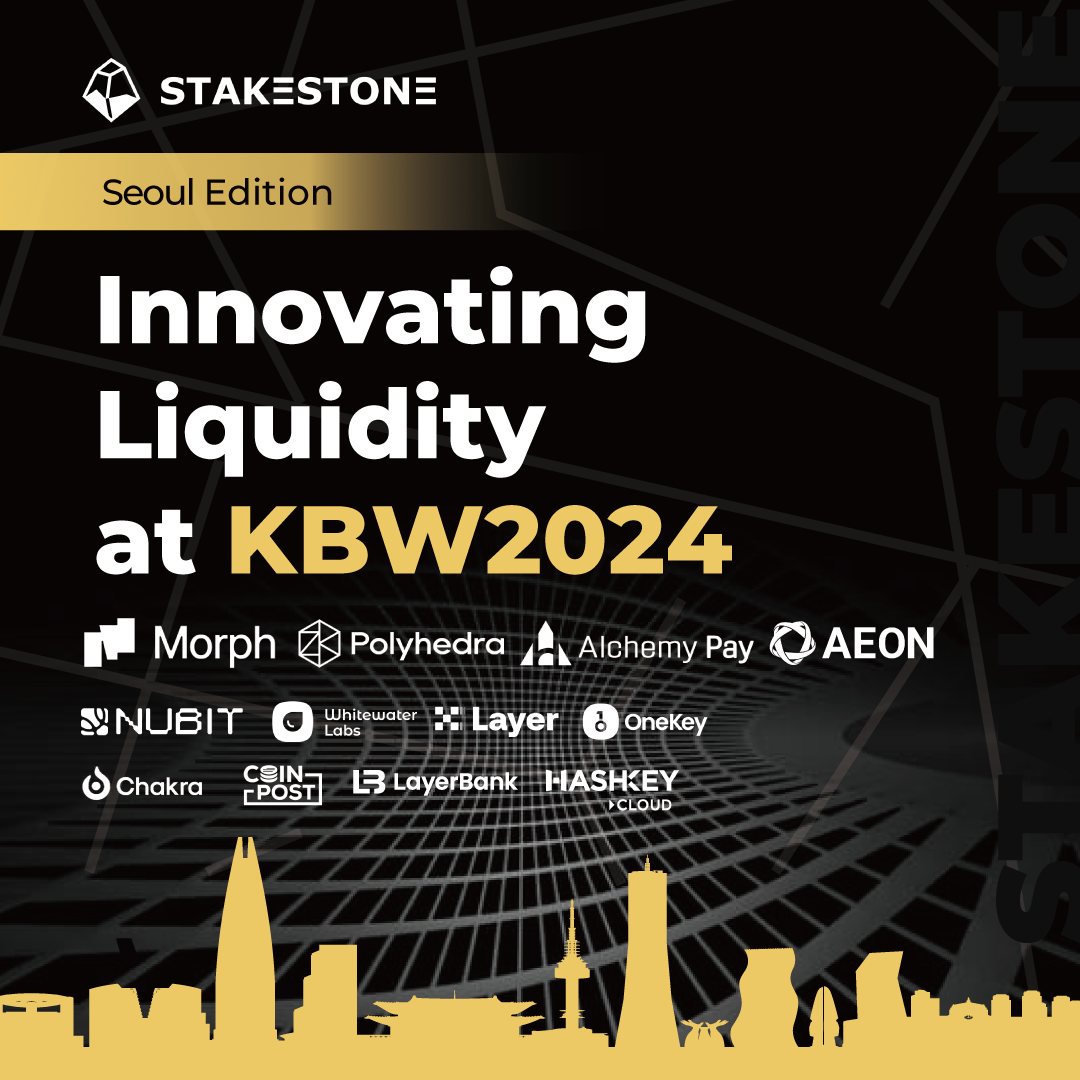 STAKESTONE
Seoul Edition
Innovating
Liquidity
at KBW2024
Morph Polyhedra Alchemy Pay AEON
NUBIT Whitewater Labs Layer OneKey
Chakra COIN POST LB LayerBank HASHKEY CLOUD
STAKESTONE